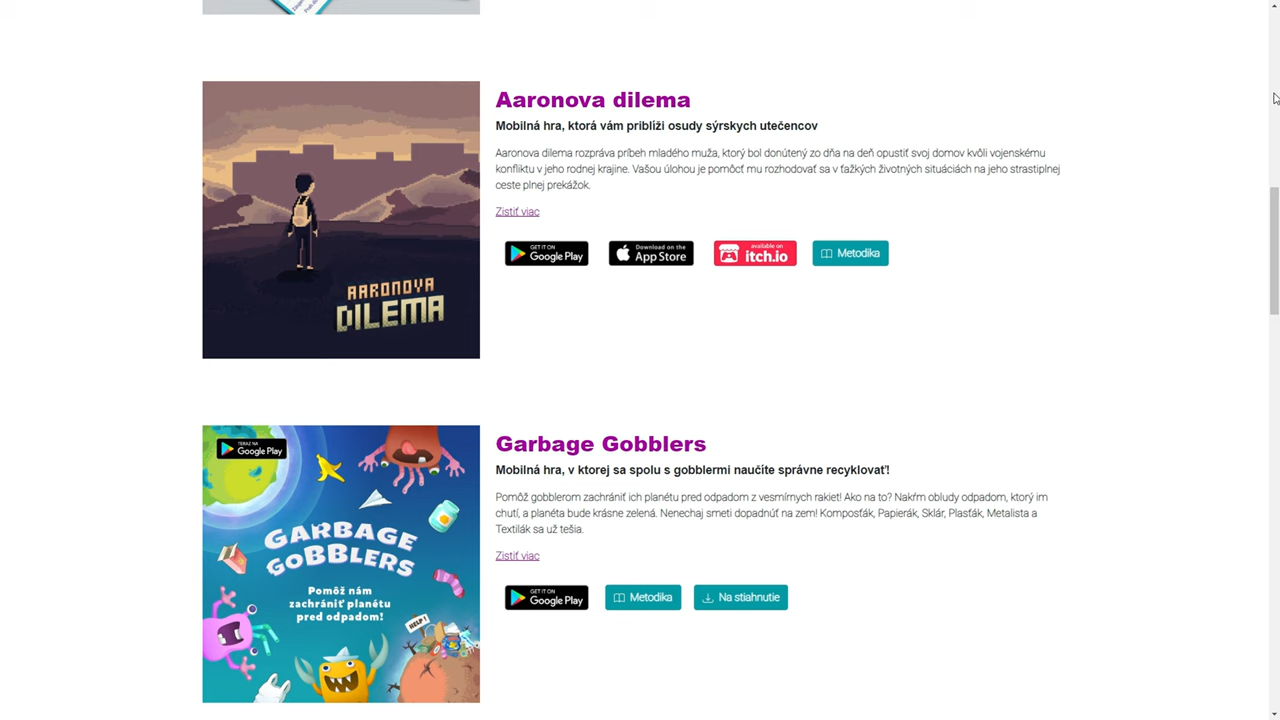 Aaronova dilema
Mobilná hra, ktorá vám priblíži osudy sýrskych utečencov
Aaronova dilema rozpráva príbeh mladého muža, ktorý bol donútený zo dňa na deň opustiť svoj domov kvôli vojenskému
konfliktu v jeho rodnej krajine. Vašou úlohou je pomôcť mu rozhodovať sa v ťažkých životných situáciách na jeho strastiplnej
ceste plnej prekážok.
Zistiť viac
GET IT ON
Google Play
Download on the
App Store
available on
itch.io
Metodika
AARONOVA
DILEMA
Garbage Gobblers
Mobilná hra, v ktorej sa spolu s gobblermi naučíte správne recyklovať!
Pomôž gobblerom zachrániť ich planétu pred odpadom z vesmírnych rakiet! Ako na to? Nakŕm obludy odpadom, ktorý im
chutí, a planéta bude krásne zelená. Nenechaj smeti dopadnúť na zem! Komposťák, Papierák, Sklár, Plasťák, Metalista a
Textilák sa už tešia.
Zistiť viac
GET IT ON
Google Play
Metodika
Na stiahnutie
TERAZ NA
Google Play
GARBAGE
GOBBLERS
Pomôž nám
zachrániť planétu
pred odpadom!
HELP!